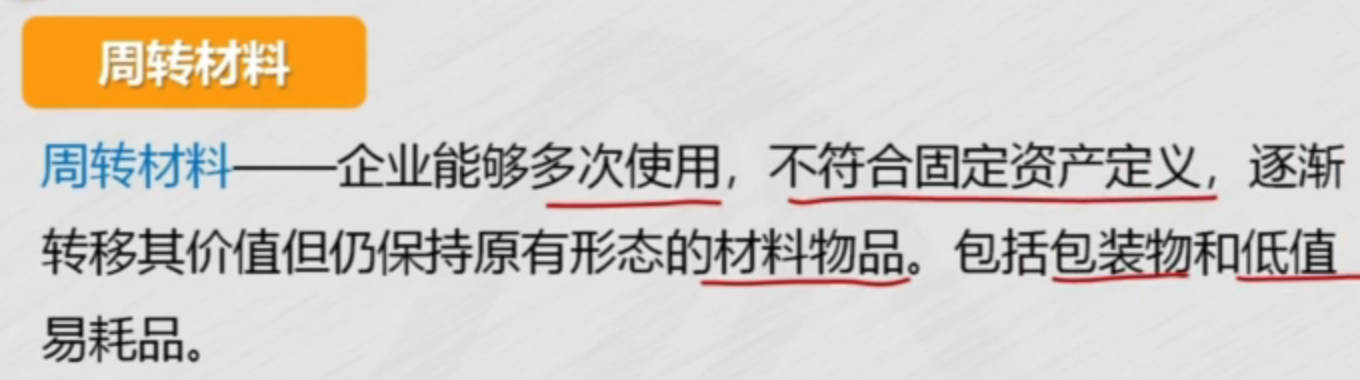 周转材料
周转材料——企业能够多次使用，不符合固定资产定义，逐渐
转移其价值但仍保持原有形态的材料物品。包括包装物和低值
易耗品。